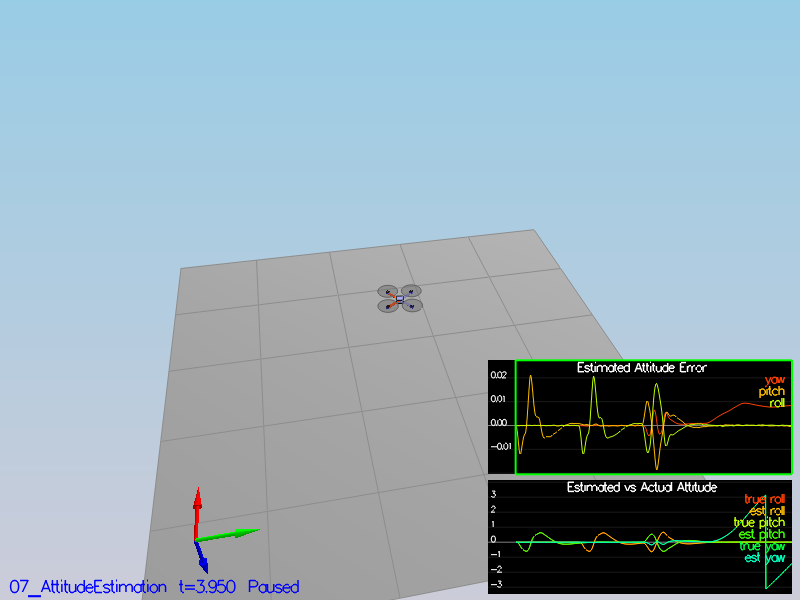 Estimated Attitude Error
0.02
yaw
pitch
0.01
roll
0.00
-0.01
Estimated vs Actual Attitude
3
true roll
2
est roll
1
true pitch
0
est pitch
-1
true yaw
-2
est yaw
-3
07_AttitudeEstimation t=3.950 Paused